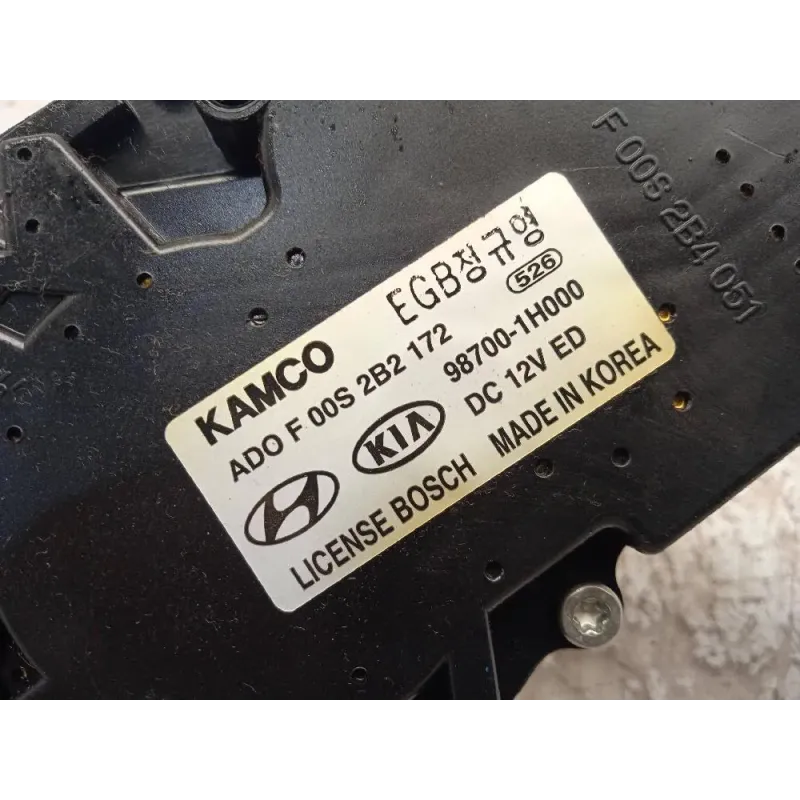 EGB정규영
526
KAMCO
ADO F 00S 2B2 172
98700-1H000
KIA
DC 12V ED
LICENSE BOSCH MADE IN KOREA
F 00S 2B4 051